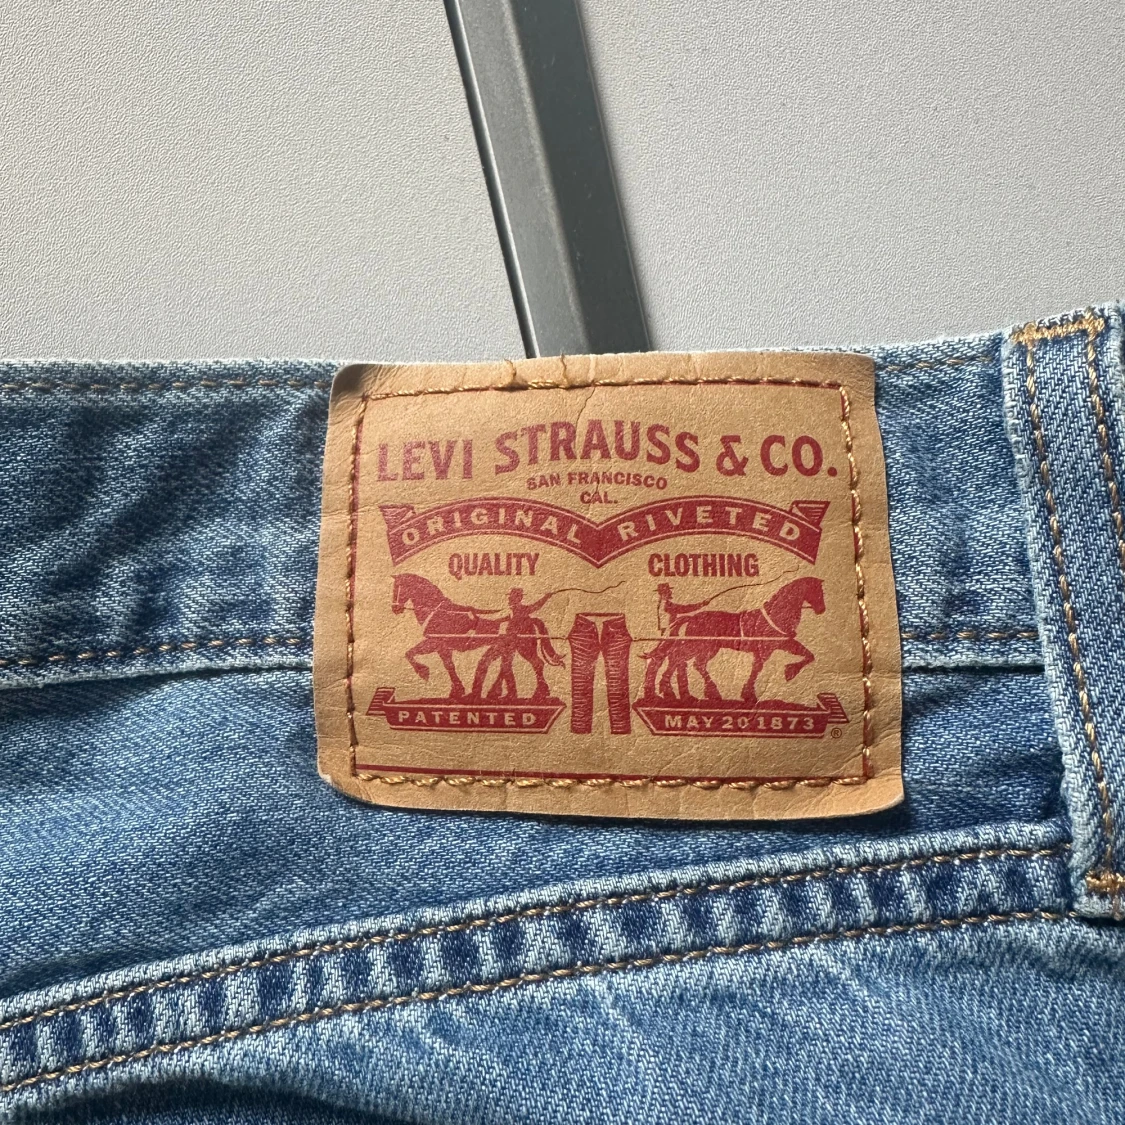 LEVI STRAUSS & CO.
SAN FRANCISCO
CAL.
ORIGINAL RIVETED
QUALITY CLOTHING
PATENTED MAY 20 1873 ®